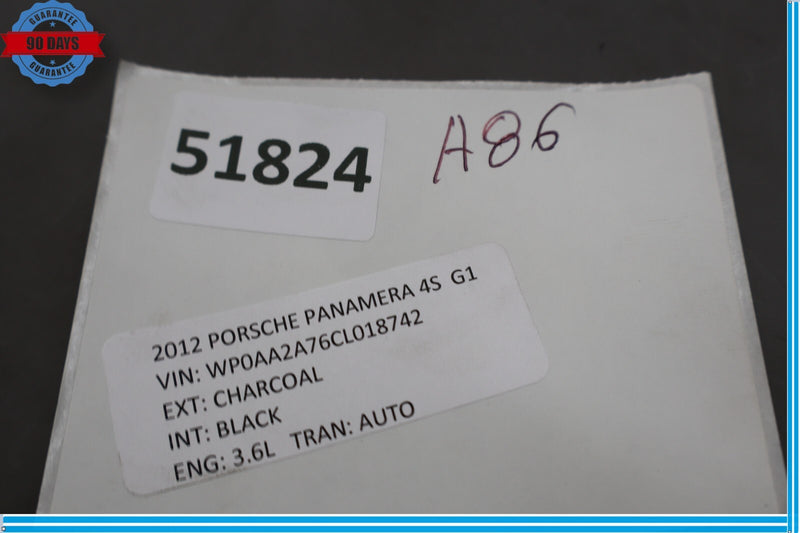 GUARANTEE
90 DAYS
GUARANTEE
51824
A86
2012 PORSCHE PANAMERA 4S G1
VIN: WP0AA2A76CL018742
EXT: CHARCOAL
INT: BLACK
ENG: 3.6L TRAN: AUTO